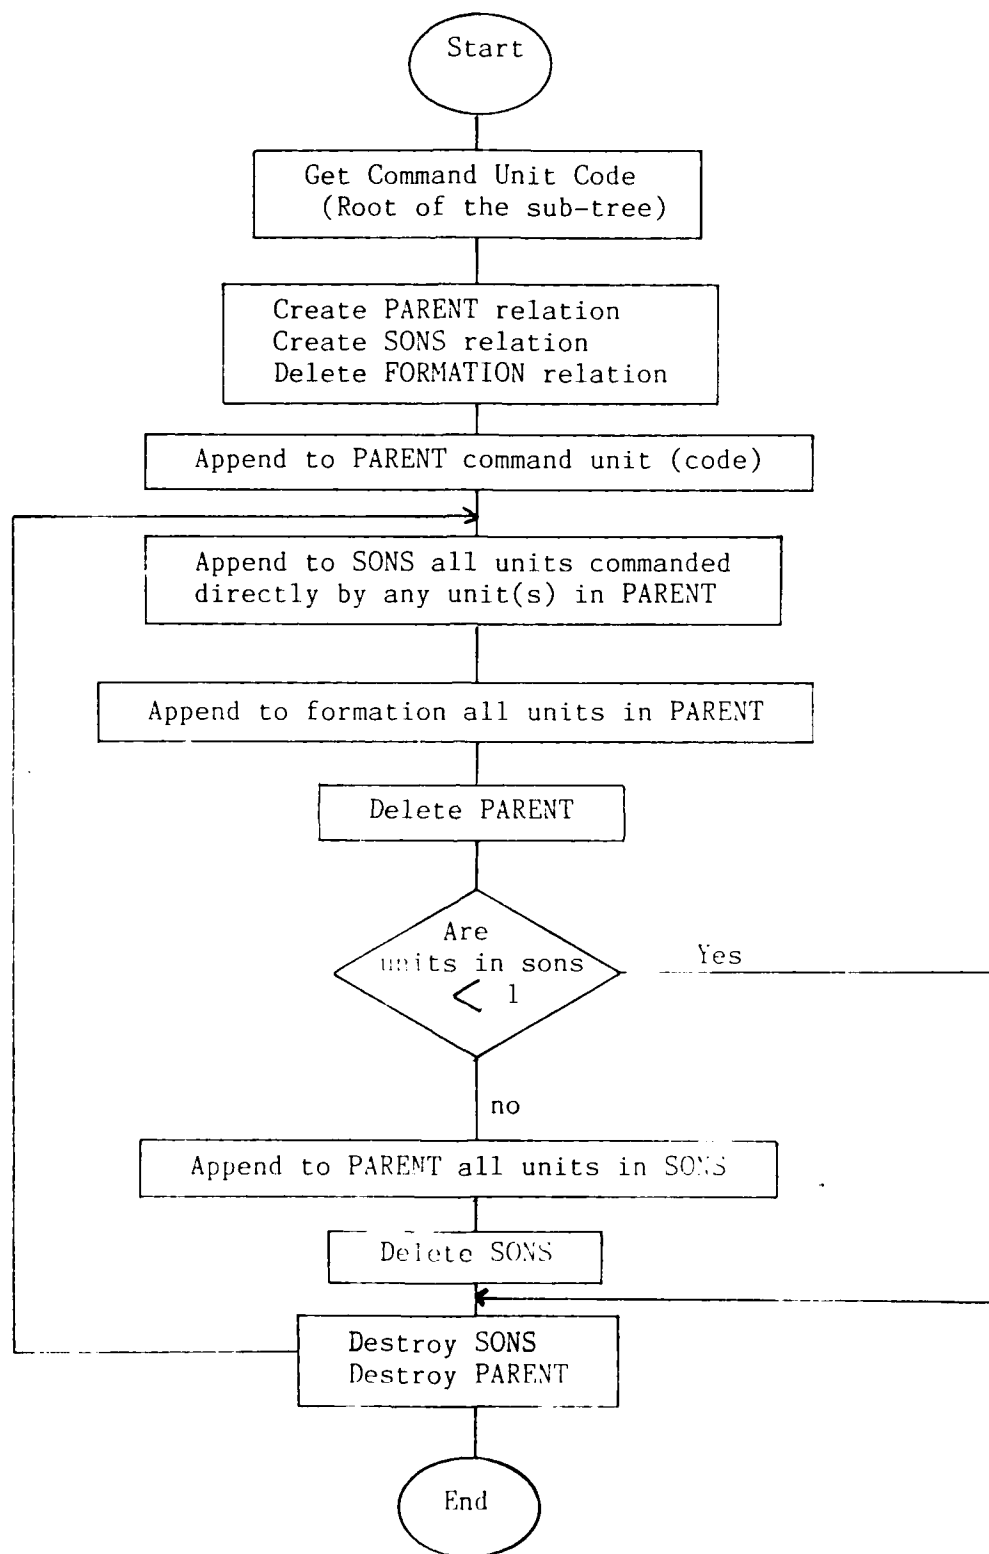 Start
Get Command Unit Code
(Root of the sub-tree)
Create PARENT relation
Create SONS relation
Delete FORMATION relation
Append to PARENT command unit (code)
Append to SONS all units commanded
directly by any unit(s) in PARENT
Append to formation all units in PARENT
Delete PARENT
Are
units in sons
< 1
Yes
no
Append to PARENT all units in SONS
Delete SONS
Destroy SONS
Destroy PARENT
End